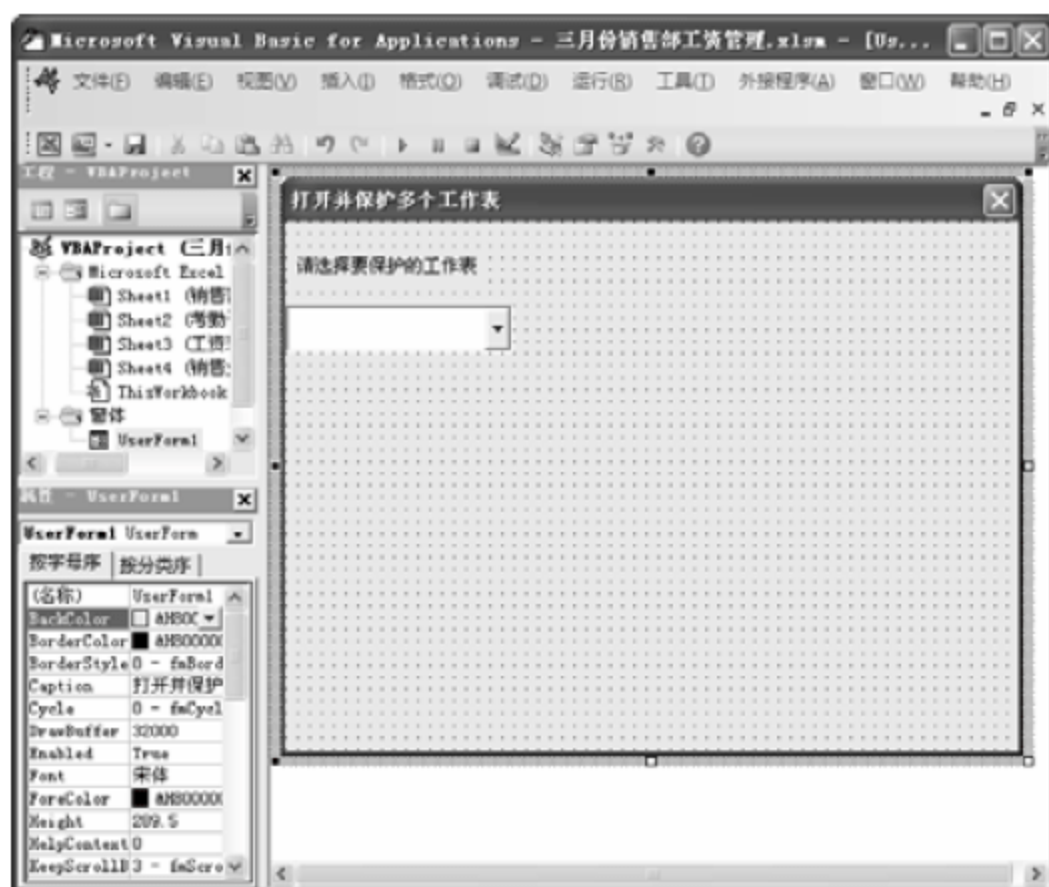 Microsoft Visual Basic for Applications - 三月份销售部工资管理.xlsm - [Us...
文件(F) 编辑(E) 视图(V) 插入(I) 格式(O) 调试(D) 运行(R) 工具(T) 外接程序(A) 窗口(W) 帮助(H)
工程 - VBAProject
VBAProject (三月
Microsoft Excel
Sheet1 (销售
Sheet2 (考勤
Sheet3 (工资
Sheet4 (销售
ThisWorkbook
窗体
UserForm1
打开并保护多个工作表
请选择要保护的工作表
属性 - UserForm1
UserForm1 UserForm
按字母序 按分类序
(名称) UserForm1
BackColor &H80C
BorderColor &H80000
BorderStyle 0 - fmBord
Caption 打开并保护
Cycle 0 - fmCycl
DrawBuffer 32000
Enabled True
Font 宋体
ForeColor &H80000
Height 289.5
HelpContext 0
KeepScrollB 3 - fmScro